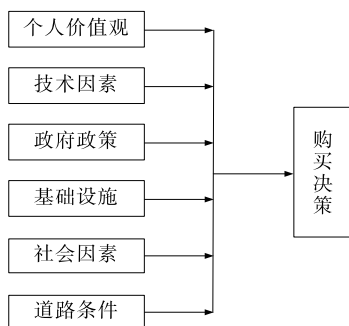 个人价值观
技术因素
政府政策
基础设施
社会因素
道路条件
购买决策